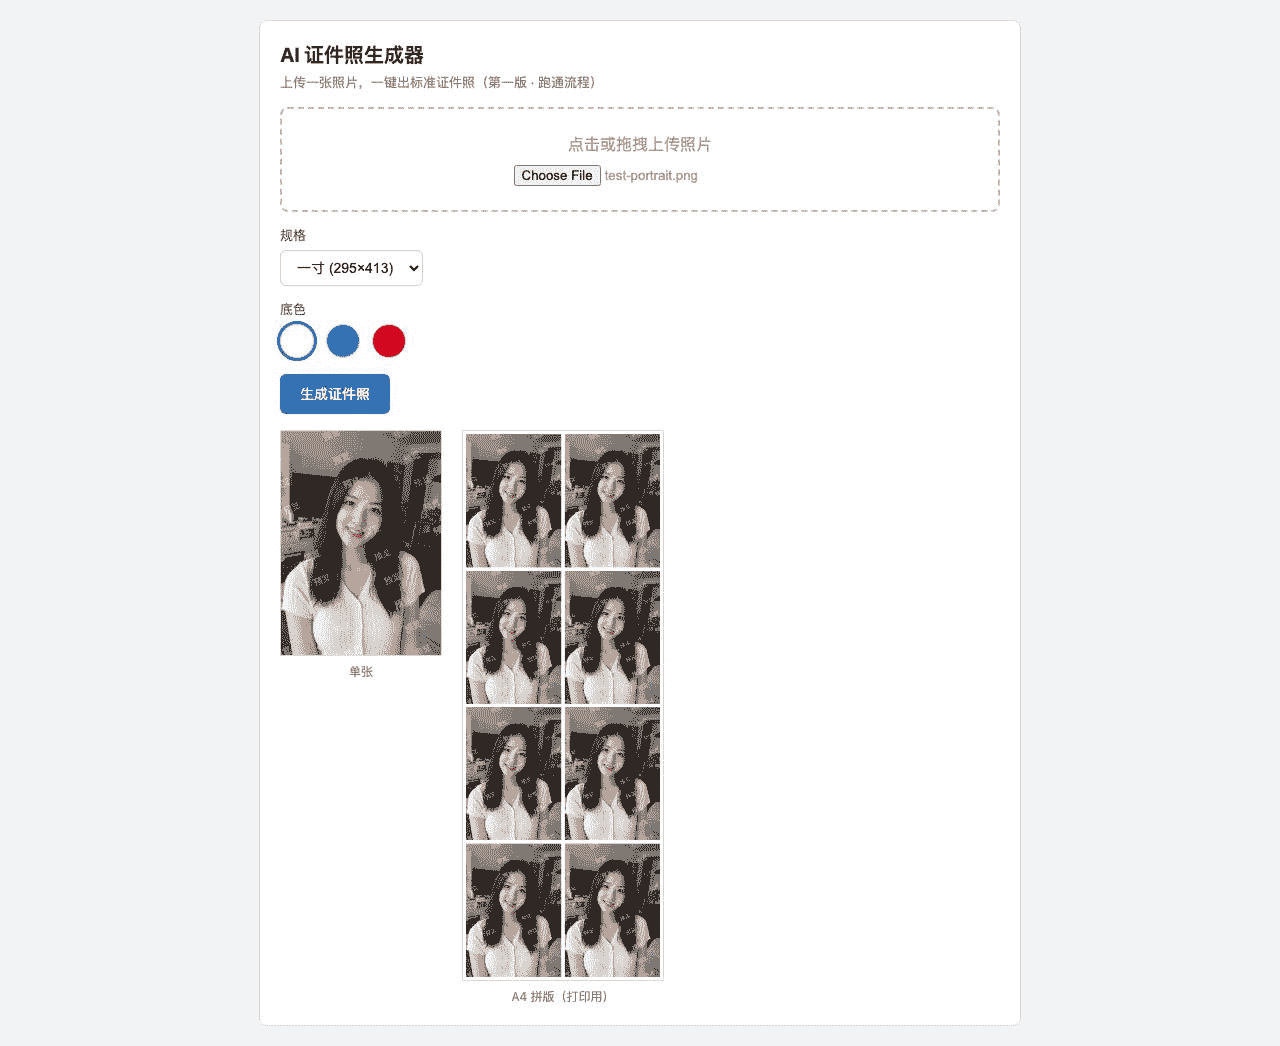 AI 证件照生成器
上传一张照片，一键出标准证件照（第一版 · 跑通流程）
点击或拖拽上传照片
Choose File test-portrait.png
规格
一寸 (295×413)
底色
生成证件照
单张
A4 拼版（打印用）